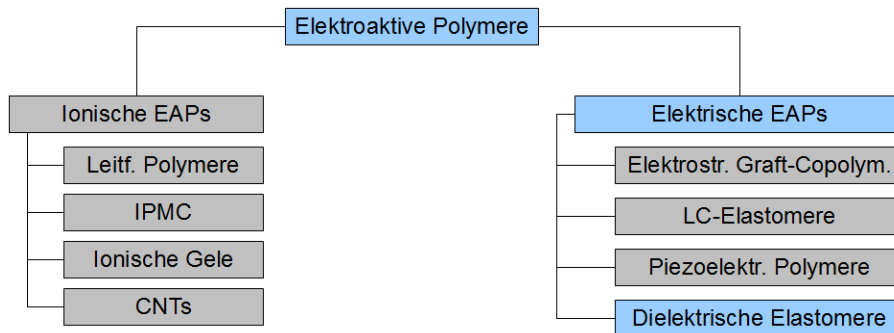 Elektroaktive Polymere
Ionische EAPs
Leitf. Polymere
IPMC
Ionische Gele
CNTs
Elektrische EAPs
Elektrostr. Graft-Copolym.
LC-Elastomere
Piezoelektr. Polymere
Dielektrische Elastomere